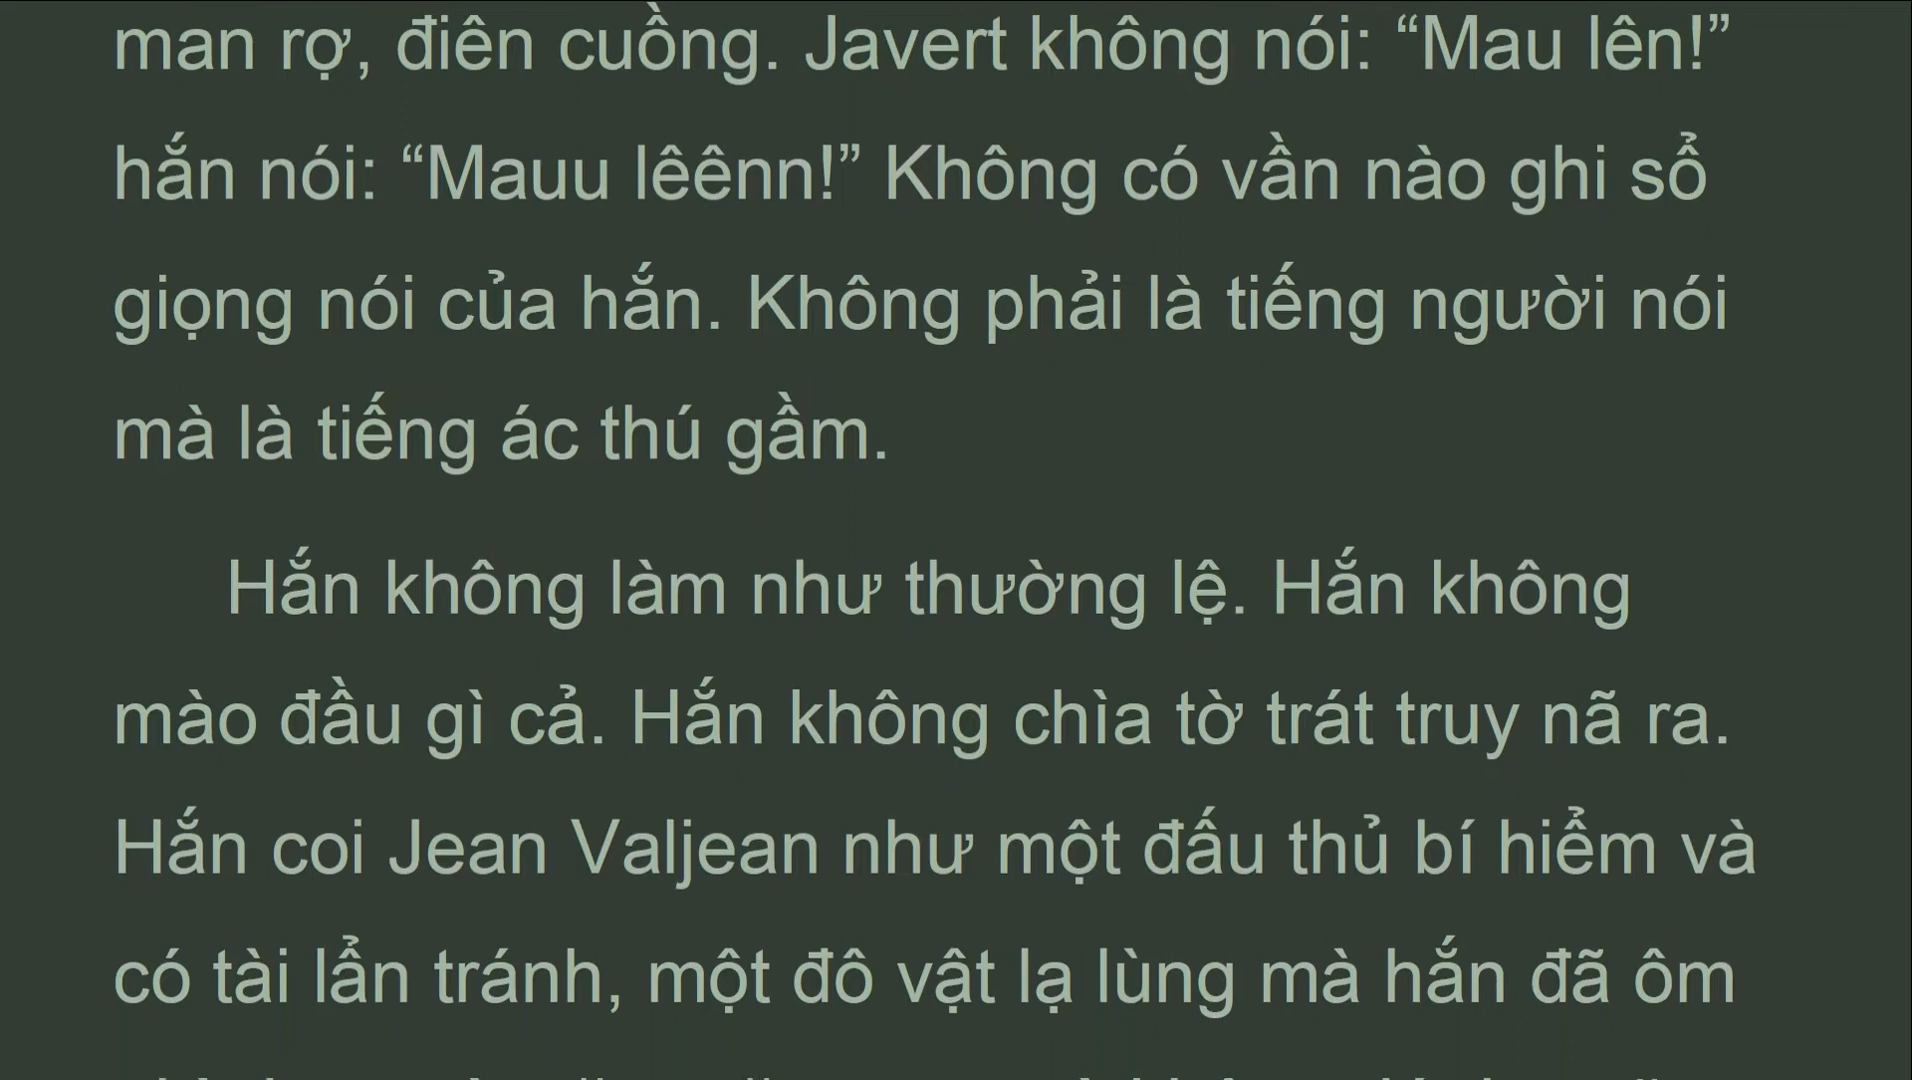 man rợ, điên cuồng. Javert không nói: “Mau lên!”
hắn nói: “Mauu lêênn!” Không có vần nào ghi sổ
giọng nói của hắn. Không phải là tiếng người nói
mà là tiếng ác thú gầm.
Hắn không làm như thường lệ. Hắn không
mào đầu gì cả. Hắn không chìa tờ trát truy nã ra.
Hắn coi Jean Valjean như một đấu thủ bí hiểm và
có tài lẩn tránh, một đô vật lạ lùng mà hắn đã ôm